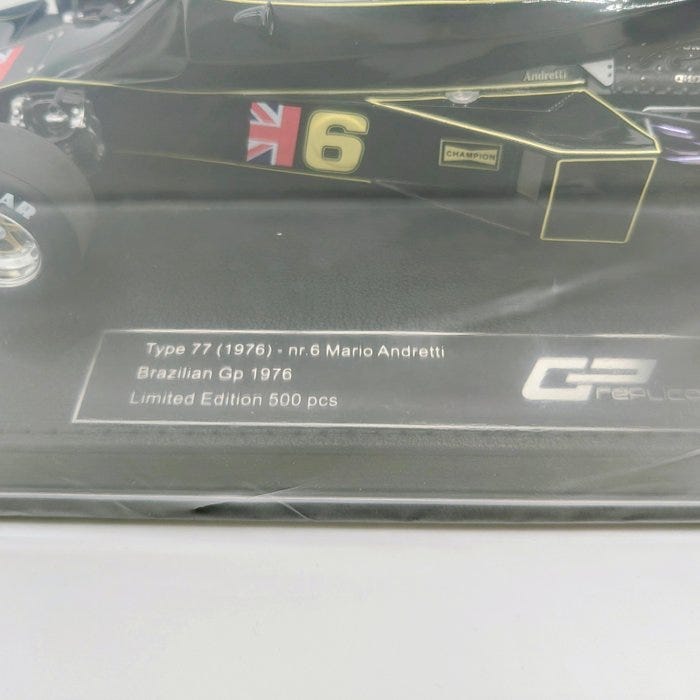 Andretti
6
CHAMPION
AR
Type 77 (1976) - nr.6 Mario Andretti
Brazilian Gp 1976
Limited Edition 500 pcs
GP
replica